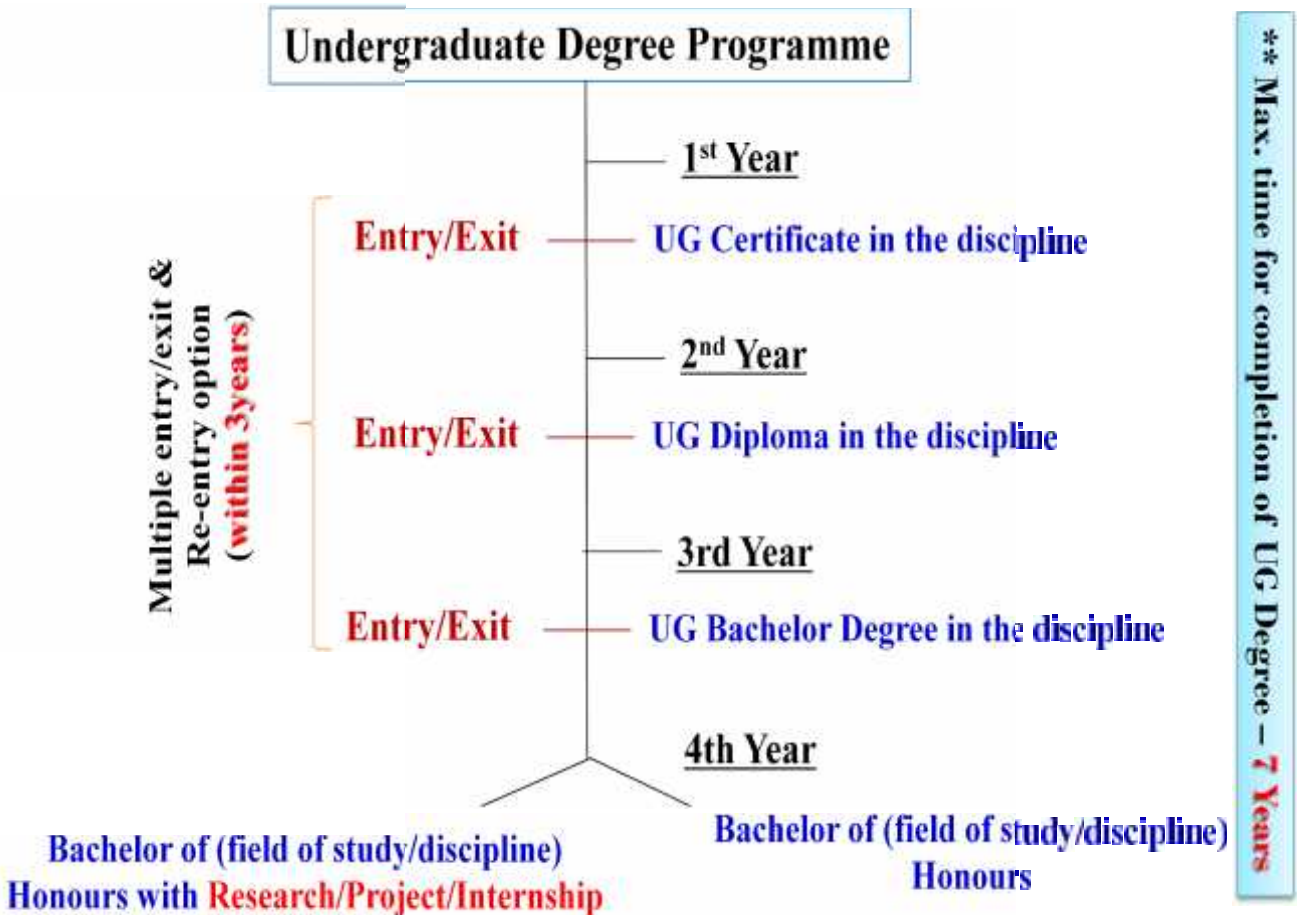 Undergraduate Degree Programme
1st Year
Entry/Exit UG Certificate in the discipline
2nd Year
Entry/Exit UG Diploma in the discipline
3rd Year
Entry/Exit UG Bachelor Degree in the discipline
4th Year
Bachelor of (field of study/discipline)
Honours with Research/Project/Internship
Bachelor of (field of study/discipline)
Honours
Multiple entry/exit &
Re-entry option
(within 3years)
** Max. time for completion of UG Degree – 7 Years